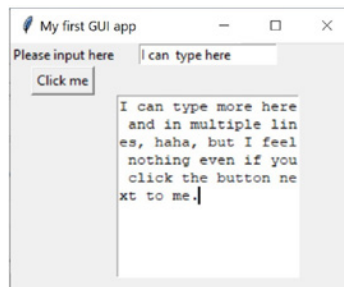 My first GUI app
Please input here
I can type here
Click me
I can type more here
and in multiple lin
es, haha, but I feel
nothing even if you
click the button ne
xt to me.